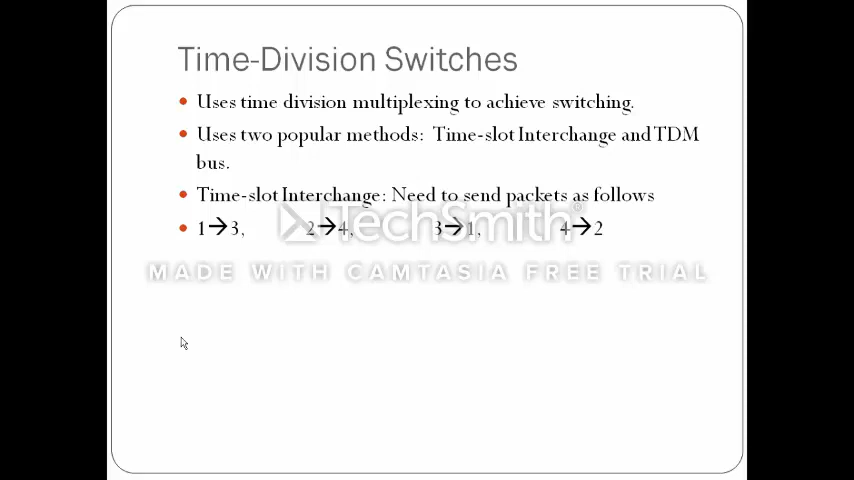 Time-Division Switches
• Uses time division multiplexing to achieve switching.
• Uses two popular methods: Time-slot Interchange and TDM
bus.
• Time-slot Interchange: Need to send packets as follows
• 1→3, 2→4, 3→1, 4→2
TechSmith®
MADE WITH CAMTASIA FREE TRIAL